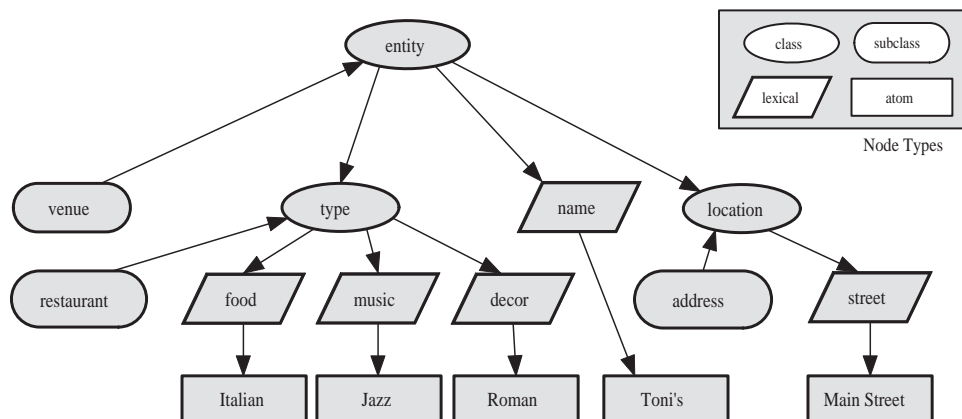 entity
class
subclass
lexical
atom
Node Types
venue
type
name
location
restaurant
food
music
decor
address
street
Italian
Jazz
Roman
Toni's
Main Street